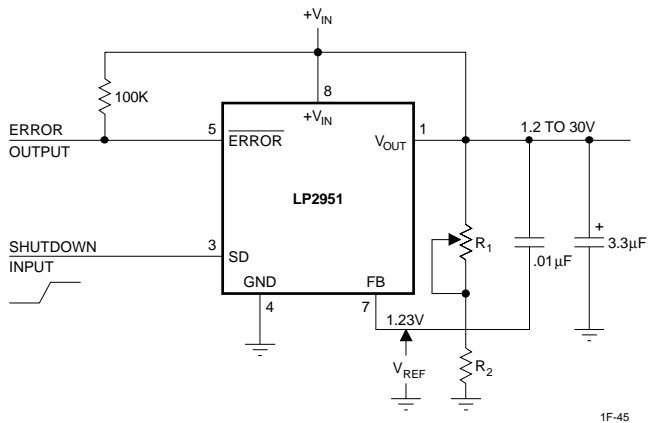 +V_IN
100K
8
+V_IN
ERROR
OUTPUT
5
ERROR
1
V_OUT
1.2 TO 30V
LP2951
SHUTDOWN
INPUT
3
SD
GND
FB
4
7
1.23V
V_REF
R_1
R_2
.01µF
+
3.3µF
1F-45